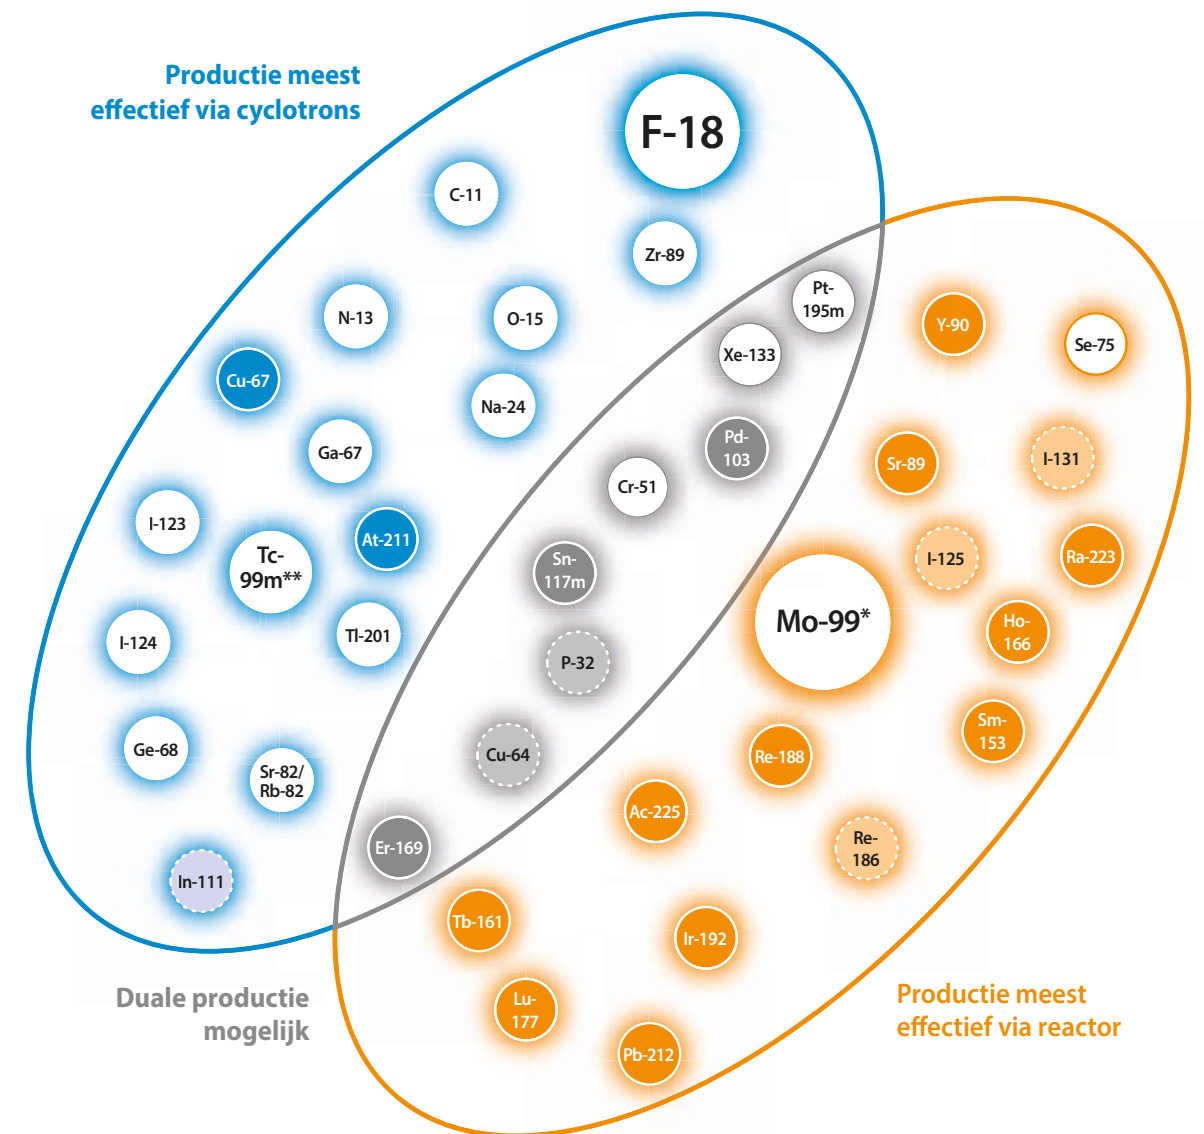 Productie meest
effectief via cyclotrons
F-18
C-11
Zr-89
N-13
O-15
Cu-67
Na-24
Ga-67
I-123
At-211
Tc-
99m**
I-124
Tl-201
Ge-68
Sr-82/
Rb-82
In-111
Pt-
195m
Xe-133
Pd-
103
Cr-51
Sn-
117m
P-32
Cu-64
Er-169
Duale productie
mogelijk
Y-90
Se-75
Sr-89
I-131
I-125
Ra-223
Mo-99*
Ho-
166
Sm-
153
Re-188
Ac-225
Re-
186
Tb-161
Ir-192
Lu-
177
Pb-212
Productie meest
effectief via reactor